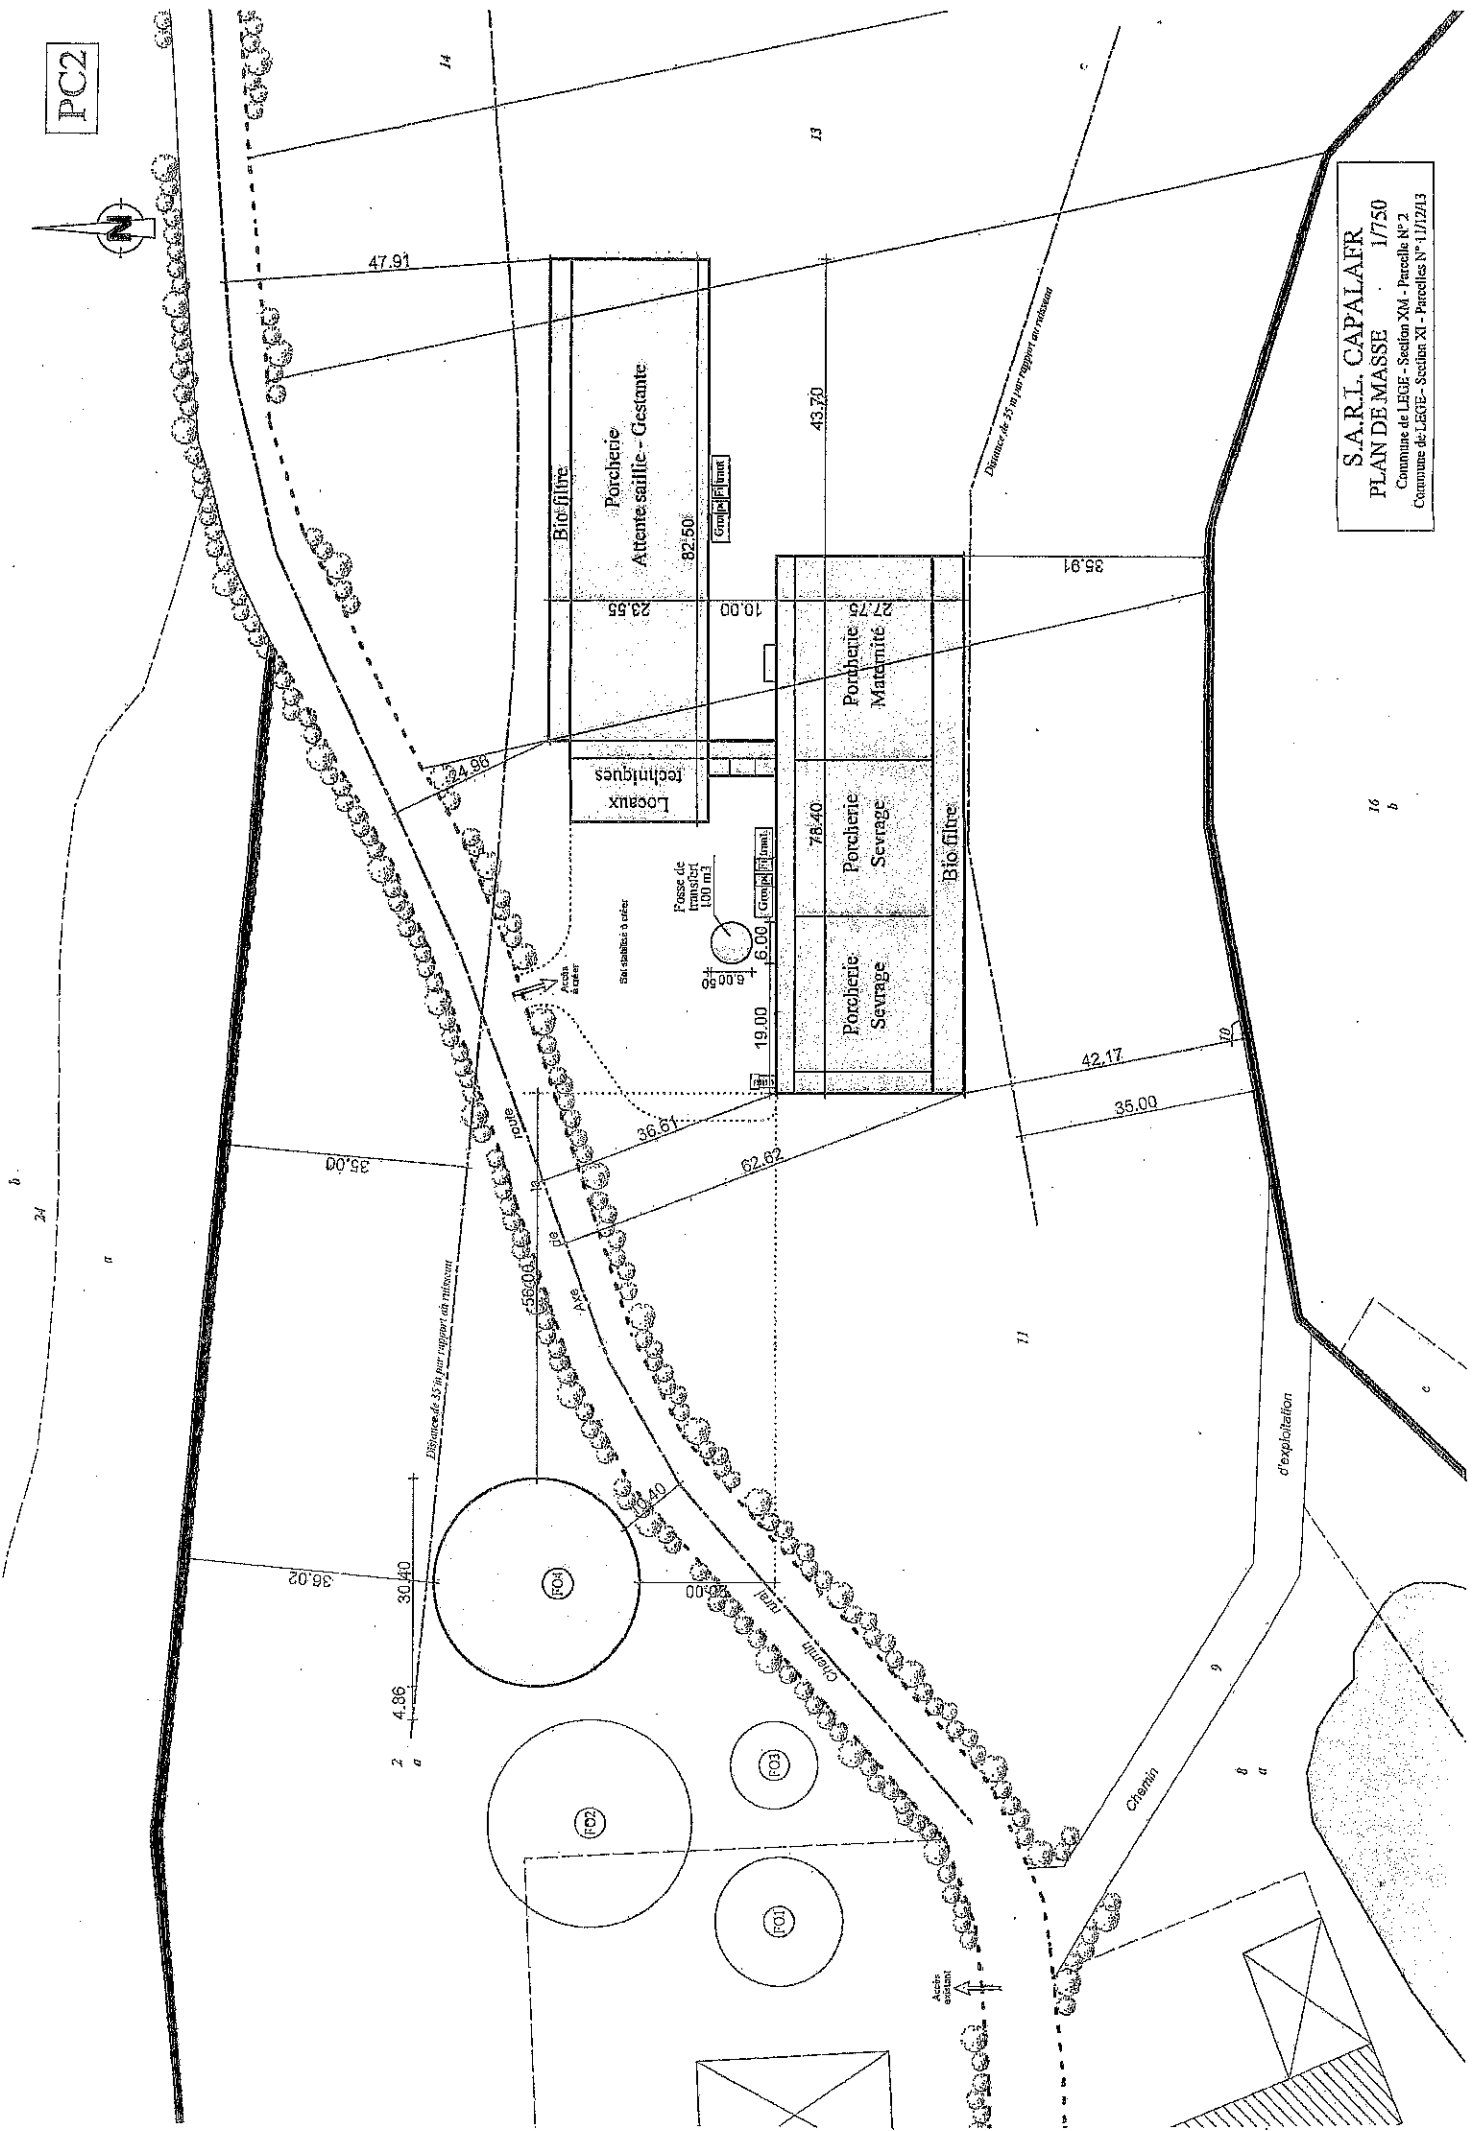 PC2
N
14
13
c
47.91
Bio filtre
Porcherie
Attente saillie - Gestante
82.50
23.55
10.00
27.75
43.70
24.98
Locaux
techniques
Fosse de
transfert
100 m3
Sol stabilisé à créer
Accès
à créer
6.00
19.00
78.40
Porcherie
Maternité
Porcherie
Sevrage
Porcherie
Sevrage
Bio filtre
35.91
Distance de 35 m par rapport au ruisseau
S.A.R.L. CAPALAFR
PLAN DE MASSE 1/750
Commune de LEGE - Section XM - Parcelle N° 2
Commune de LEGE - Section XI - Parcelles N° 11/12/13
16
b
10
42.17
35.00
36.61
62.62
56.00
Axe
de
la
route
35.00
Distance de 35 m par rapport au ruisseau
b
24
a
36.02
30.40
4.86
FO4
20.00
Chemin
rural
11
2
a
FO2
FO3
FO1
Accès
existant
Chemin
d'exploitation
9
8
a
c